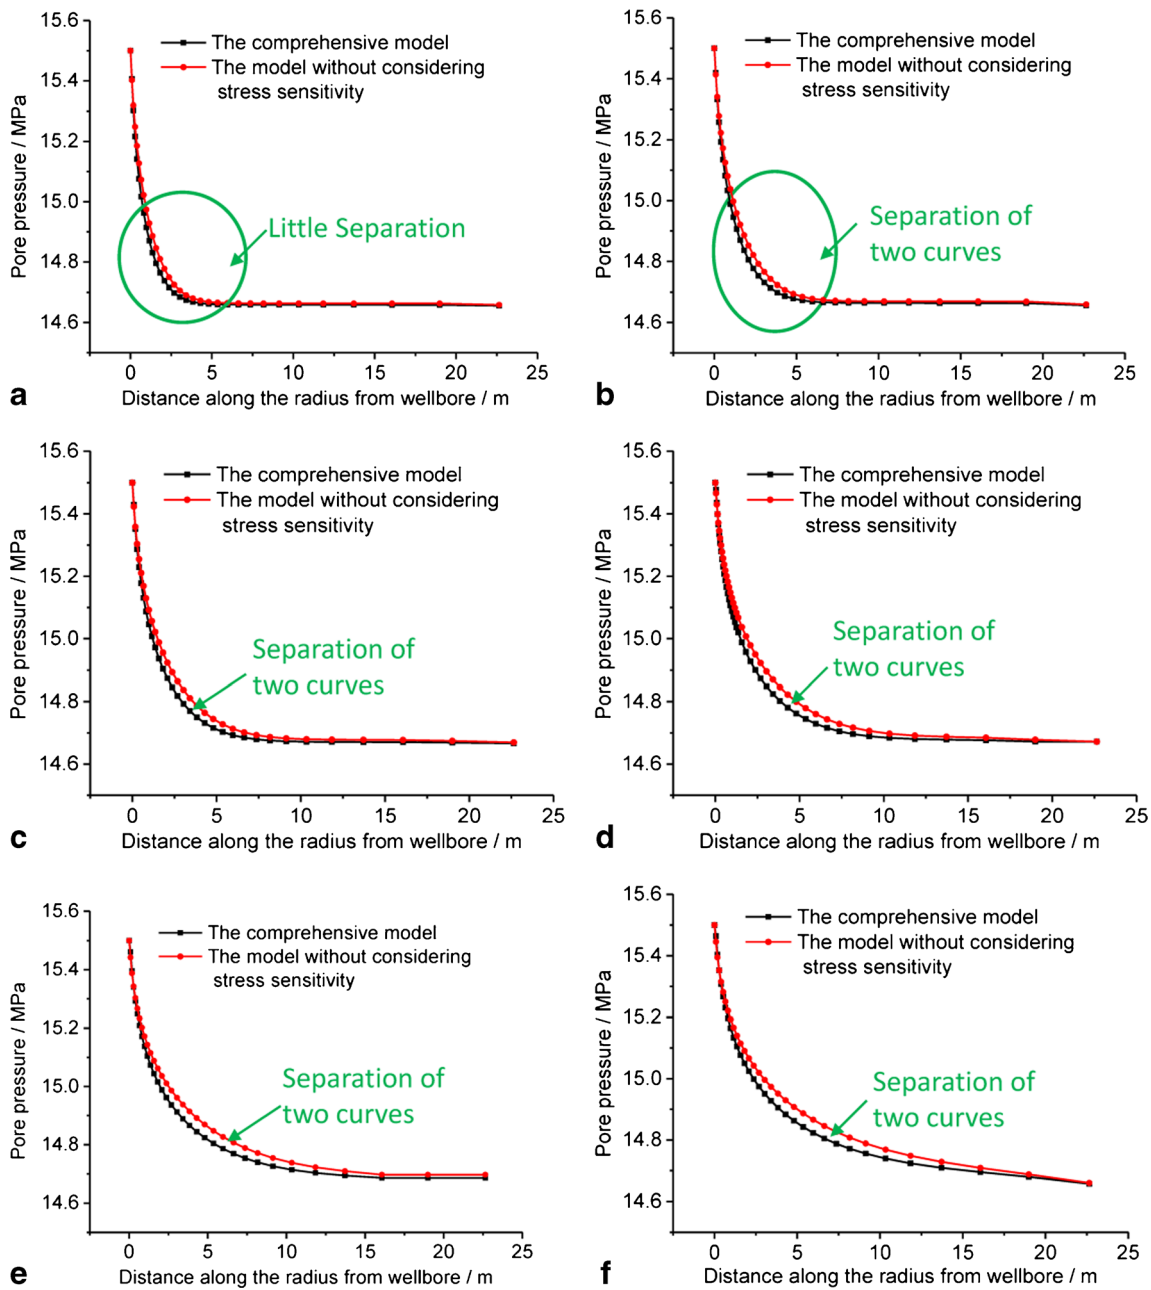 15.6
15.4
15.2
15.0
14.8
14.6
Pore pressure / MPa
The comprehensive model
The model without considering
stress sensitivity
Little Separation
0 5 10 15 20 25
Distance along the radius from wellbore / m
a
15.6
15.4
15.2
15.0
14.8
14.6
Pore pressure / MPa
The comprehensive model
The model without considering
stress sensitivity
Separation of
two curves
0 5 10 15 20 25
Distance along the radius from wellbore / m
b
15.6
15.4
15.2
15.0
14.8
14.6
Pore pressure / MPa
The comprehensive model
The model without considering
stress sensitivity
Separation of
two curves
0 5 10 15 20 25
Distance along the radius from wellbore / m
c
15.6
15.4
15.2
15.0
14.8
14.6
Pore pressure / MPa
The comprehensive model
The model without considering
stress sensitivity
Separation of
two curves
0 5 10 15 20 25
Distance along the radius from wellbore / m
d
15.6
15.4
15.2
15.0
14.8
14.6
Pore pressure / MPa
The comprehensive model
The model without considering
stress sensitivity
Separation of
two curves
0 5 10 15 20 25
Distance along the radius from wellbore / m
e
15.6
15.4
15.2
15.0
14.8
14.6
Pore pressure / MPa
The comprehensive model
The model without considering
stress sensitivity
Separation of
two curves
0 5 10 15 20 25
Distance along the radius from wellbore / m
f